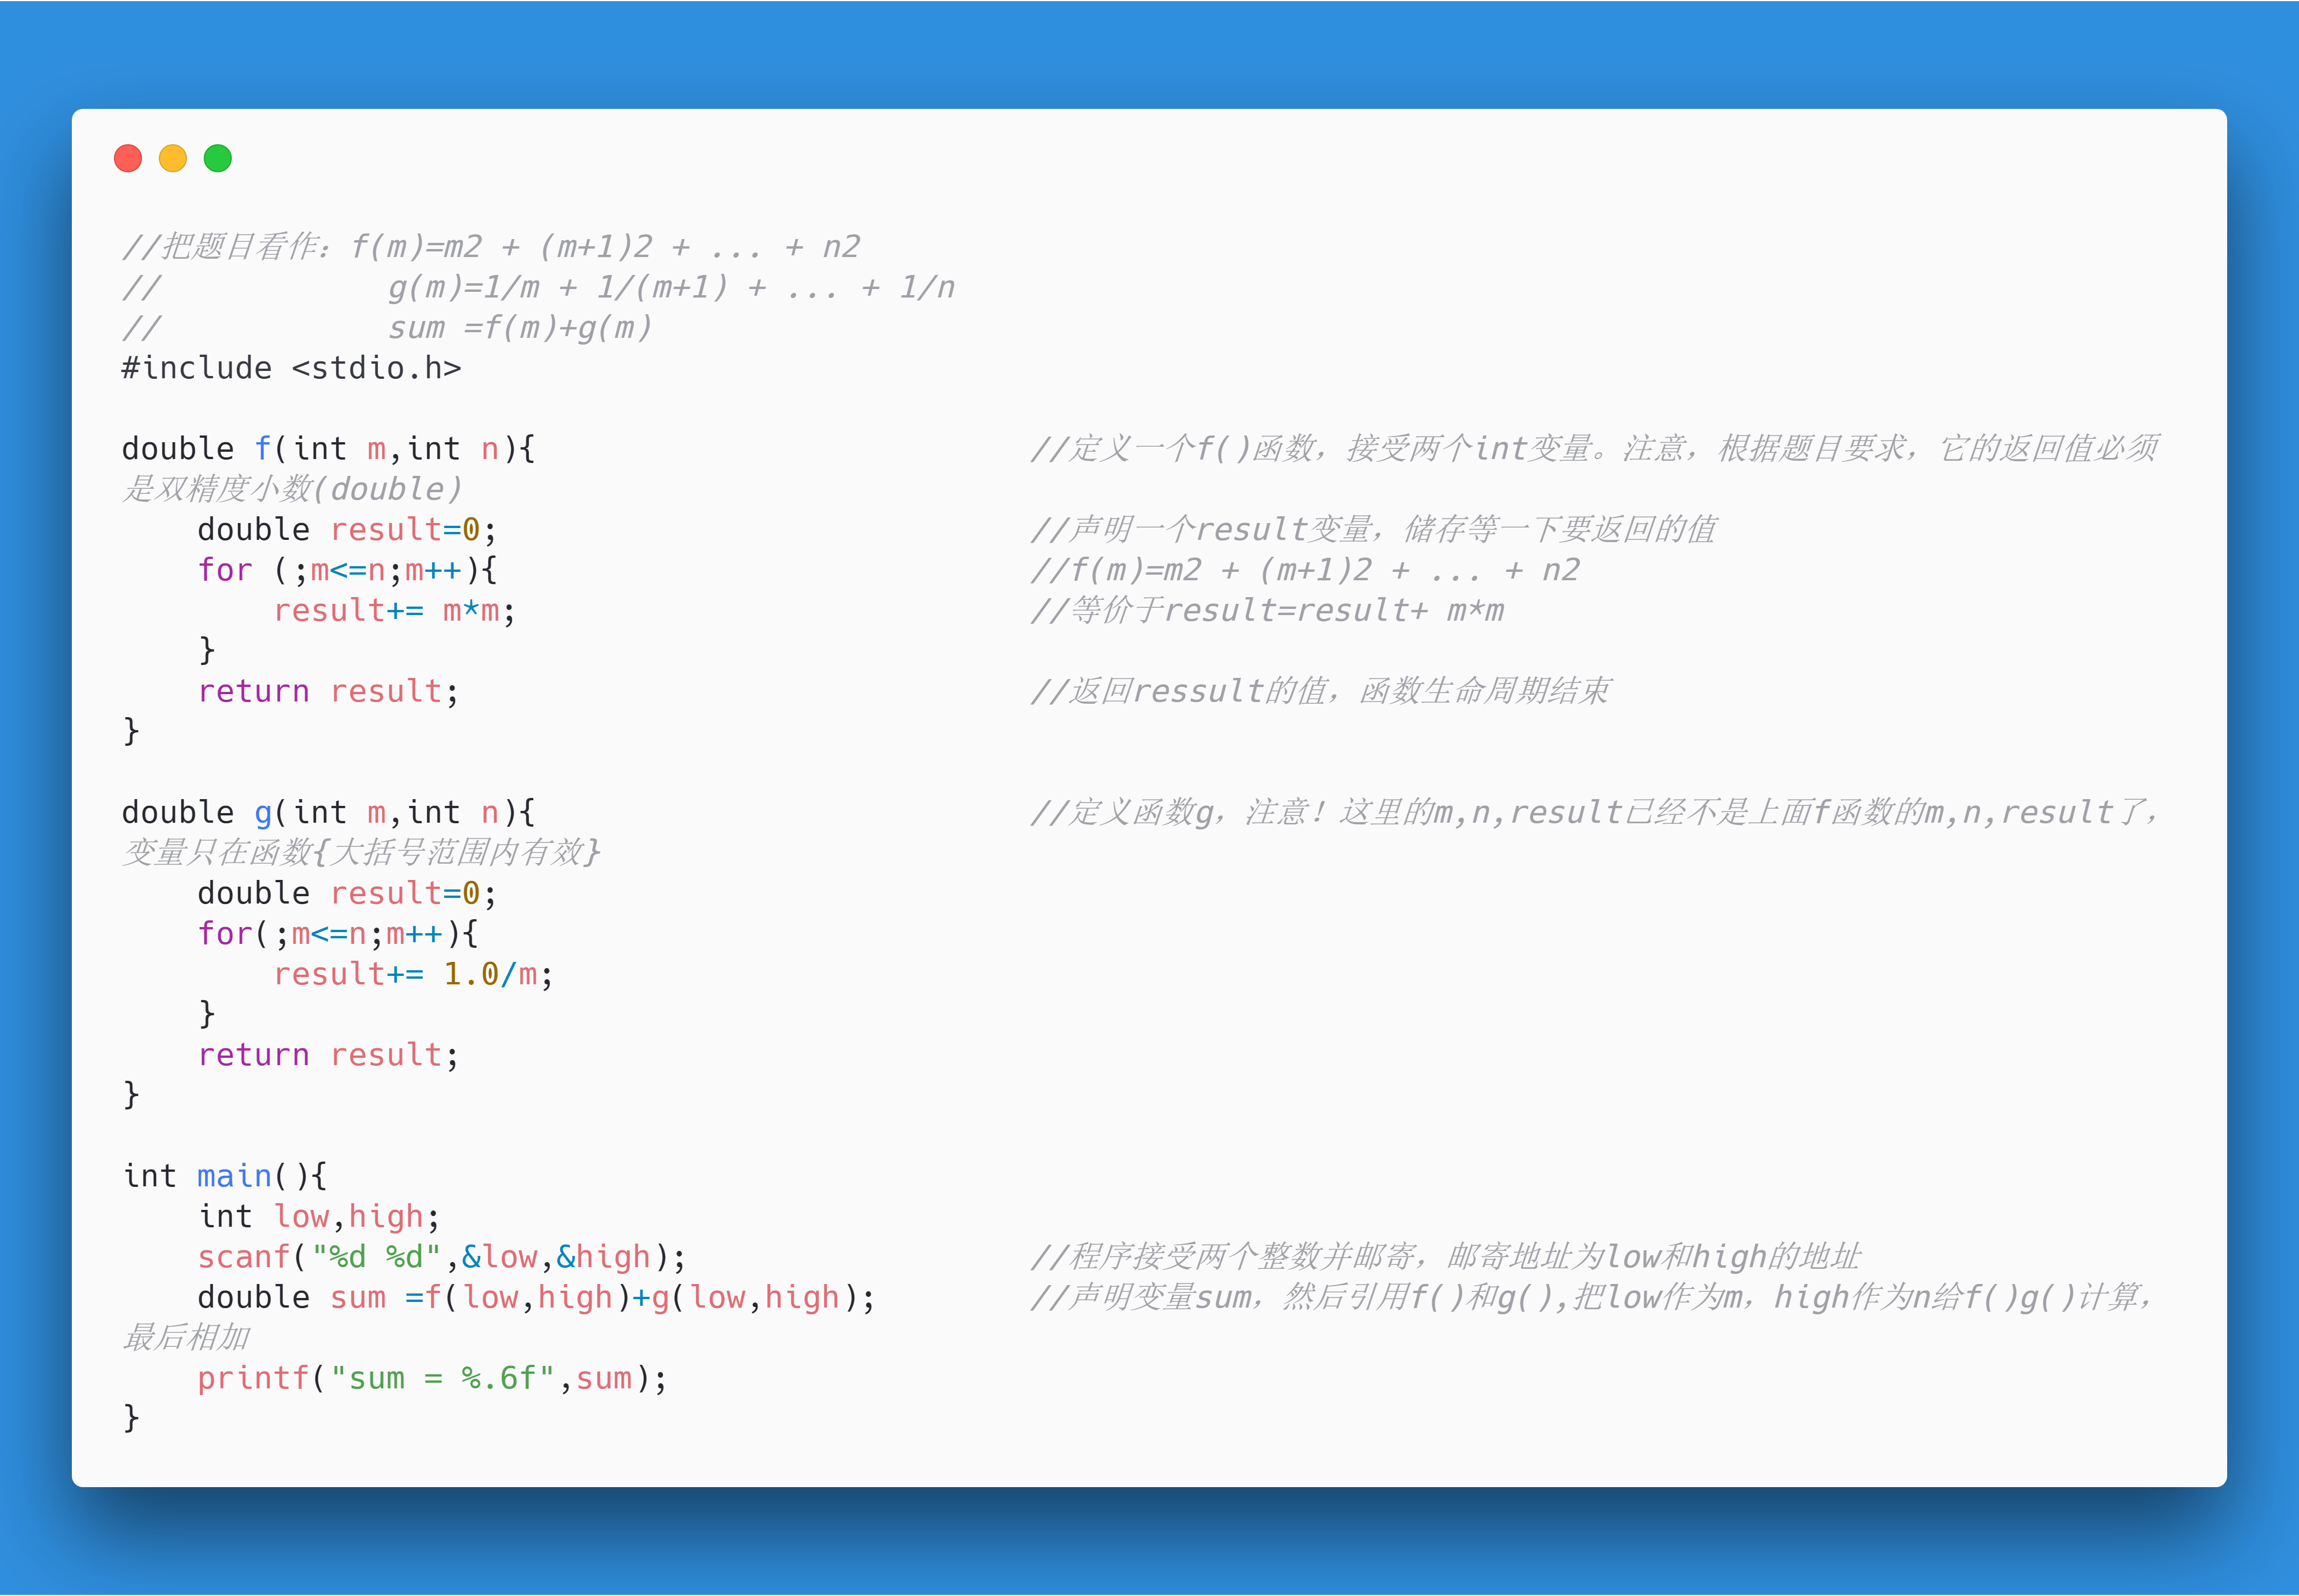 //把题目看作：f(m)=m2 + (m+1)2 + ... + n2
//            g(m)=1/m + 1/(m+1) + ... + 1/n
//            sum =f(m)+g(m)
#include <stdio.h>
double f(int m,int n){                          //定义一个f()函数，接受两个int变量。注意，根据题目要求，它的返回值必须
是双精度小数(double)
    double result=0;                            //声明一个result变量，储存等一下要返回的值
    for (;m<=n;m++){                            //f(m)=m2 + (m+1)2 + ... + n2
        result+= m*m;                           //等价于result=result+ m*m
    }
    return result;                              //返回ressult的值，函数生命周期结束
}
double g(int m,int n){                          //定义函数g，注意！这里的m,n,result已经不是上面f函数的m,n,result了，
变量只在函数{大括号范围内有效}
    double result=0;
    for(;m<=n;m++){
        result+= 1.0/m;
    }
    return result;
}
int main(){
    int low,high;
    scanf("%d %d",&low,&high);                  //程序接受两个整数并邮寄，邮寄地址为low和high的地址
    double sum =f(low,high)+g(low,high);        //声明变量sum，然后引用f()和g(),把low作为m，high作为n给f()g()计算，
最后相加
    printf("sum = %.6f",sum);
}